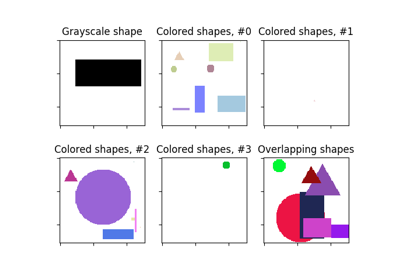 Grayscale shape
Colored shapes, #0
Colored shapes, #1
Colored shapes, #2
Colored shapes, #3
Overlapping shapes